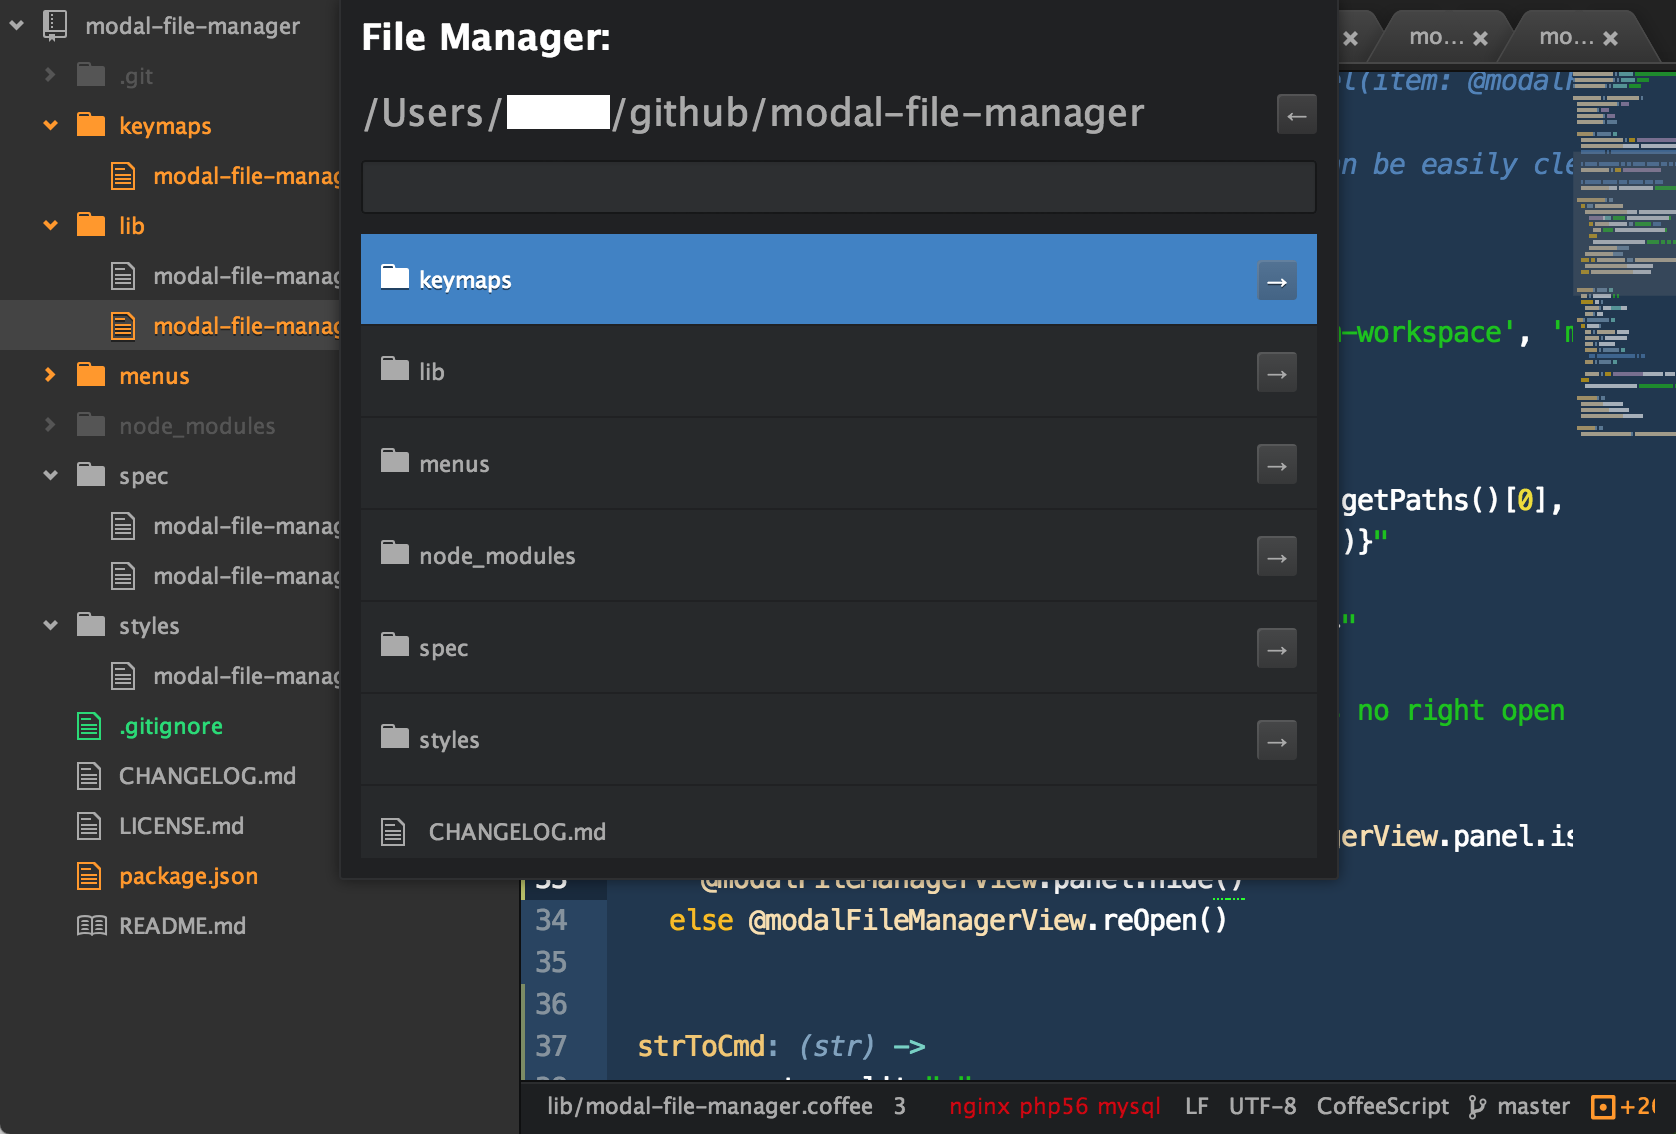 modal-file-manager
.git
keymaps
modal-file-manag
lib
modal-file-manag
modal-file-manag
menus
node_modules
spec
modal-file-manag
modal-file-manag
styles
modal-file-manag
.gitignore
CHANGELOG.md
LICENSE.md
package.json
README.md
File Manager:
/Users/ /github/modal-file-manager
←
keymaps →
lib →
menus →
node_modules →
spec →
styles →
CHANGELOG.md
× mo... × mo... ×
l(item: @modalF
n be easily cle
-workspace', 'm
getPaths()[0],
)}"
"
no right open
erView.panel.is
33 @modalFileManagerView.panel.hide()
34 else @modalFileManagerView.reOpen()
35
36
37 strToCmd: (str) ->
lib/modal-file-manager.coffee 3 nginx php56 mysql LF UTF-8 CoffeeScript master +20